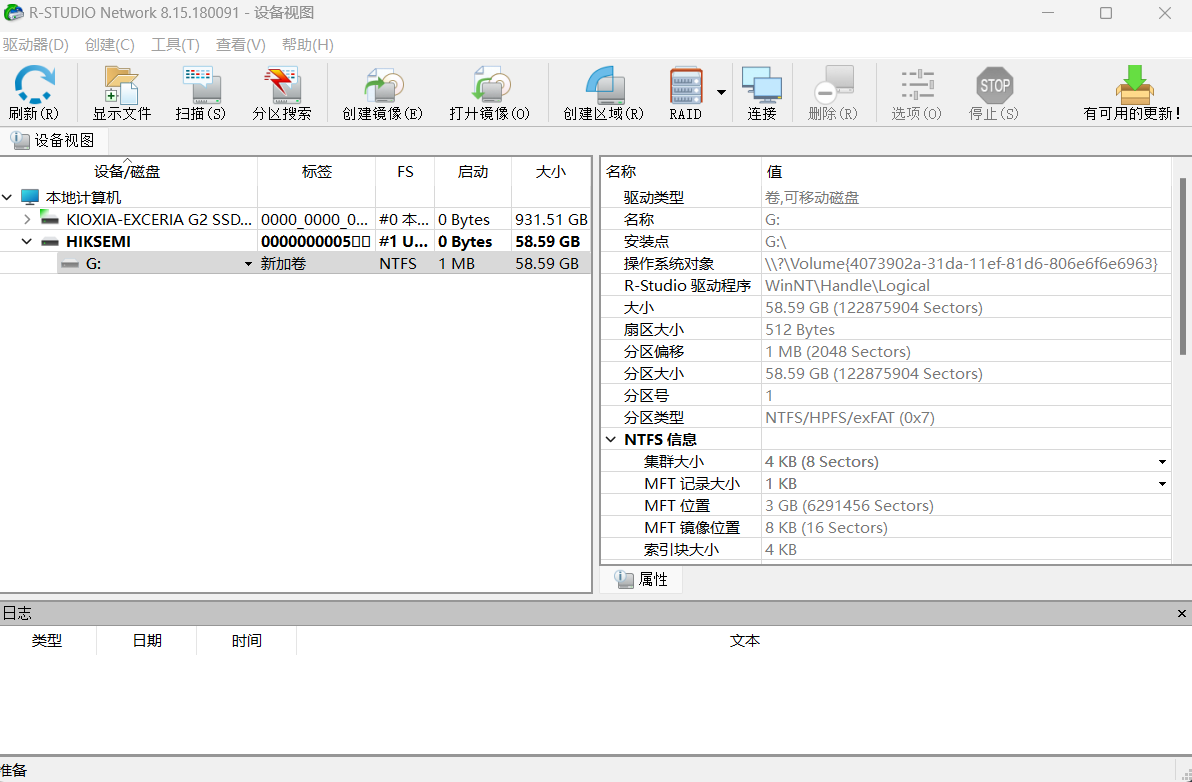 R-STUDIO Network 8.15.180091 - 设备视图
驱动器(D) 创建(C) 工具(T) 查看(V) 帮助(H)
STOP
刷新(R) 显示文件 扫描(S) 分区搜索 创建镜像(E) 打开镜像(O) 创建区域(R) RAID 连接 删除(R) 选项(O) 停止(S) 有可用的更新!
设备视图
设备/磁盘 标签 FS 启动 大小
本地计算机
KIOXIA-EXCERIA G2 SSD... 0000_0000_0... #0 本... 0 Bytes 931.51 GB
HIKSEMI 0000000005▯▯ #1 U... 0 Bytes 58.59 GB
G: 新加卷 NTFS 1 MB 58.59 GB
名称 值
驱动类型 卷,可移动磁盘
名称 G:
安装点 G:\
操作系统对象 \\?\Volume{4073902a-31da-11ef-81d6-806e6f6e6963}
R-Studio 驱动程序 WinNT\Handle\Logical
大小 58.59 GB (122875904 Sectors)
扇区大小 512 Bytes
分区偏移 1 MB (2048 Sectors)
分区大小 58.59 GB (122875904 Sectors)
分区号 1
分区类型 NTFS/HPFS/exFAT (0x7)
NTFS 信息
集群大小 4 KB (8 Sectors)
MFT 记录大小 1 KB
MFT 位置 3 GB (6291456 Sectors)
MFT 镜像位置 8 KB (16 Sectors)
索引块大小 4 KB
属性
日志
类型 日期 时间 文本
准备